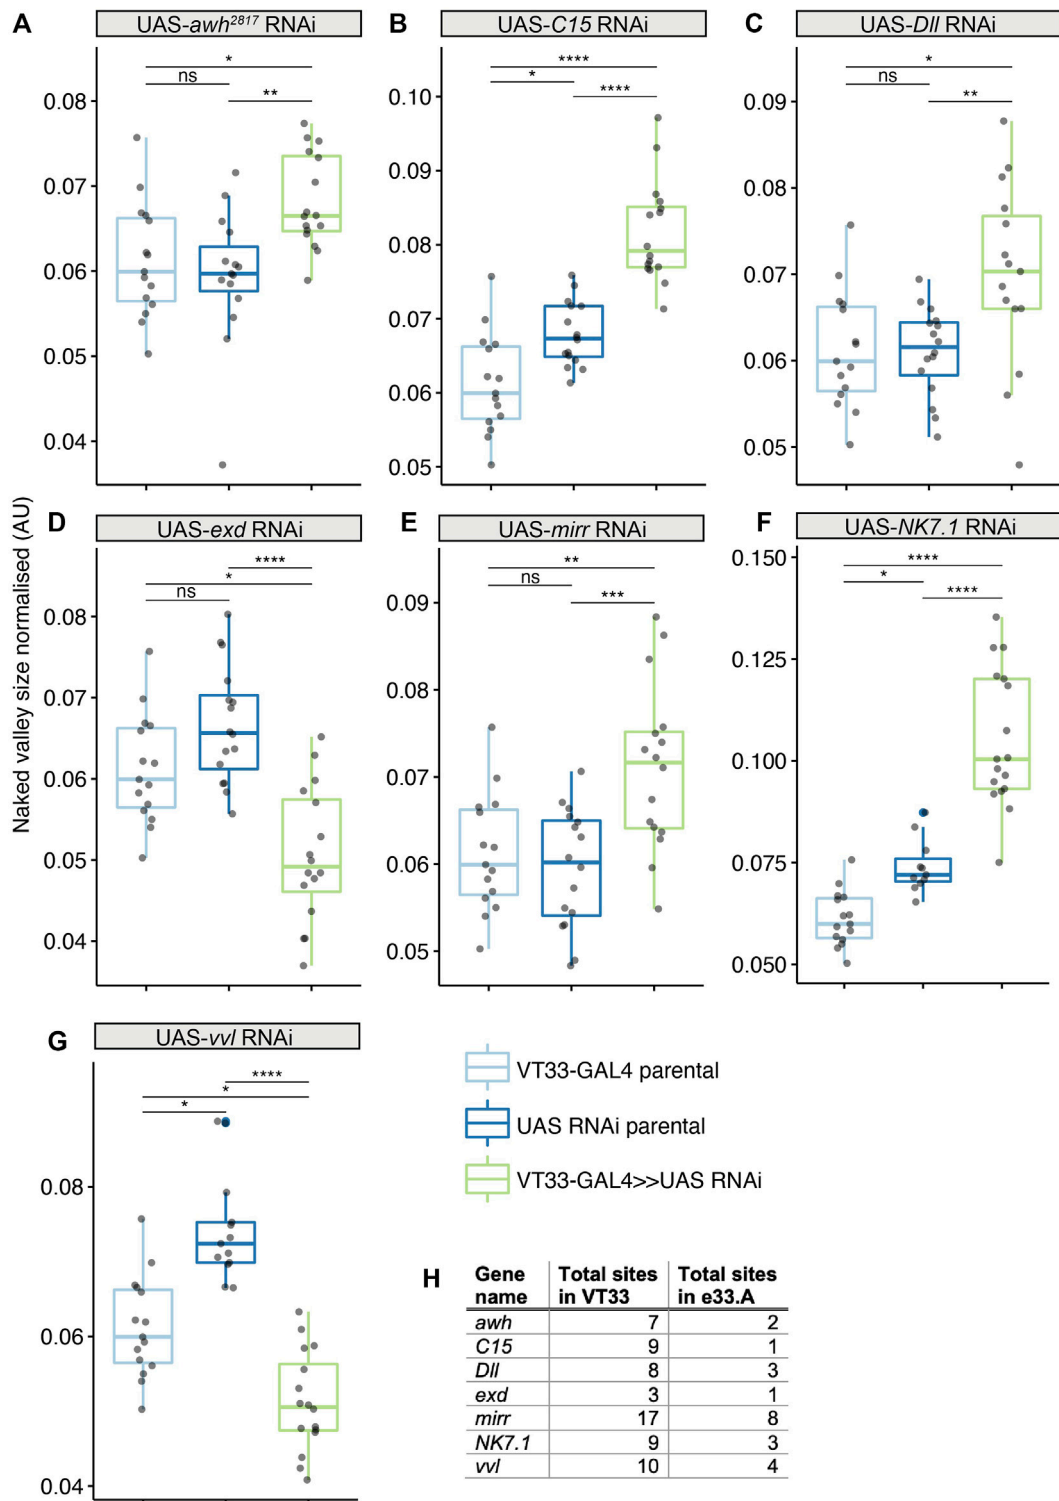 A
UAS-awh²⁸¹⁷ RNAi
*
ns
**
0.08
0.07
0.06
0.05
0.04
B
UAS-C15 RNAi
****
*
****
0.10
0.09
0.08
0.07
0.06
0.05
C
UAS-Dll RNAi
*
ns
**
0.09
0.08
0.07
0.06
0.05
Naked valley size normalised (AU)
D
UAS-exd RNAi
****
*
ns
0.08
0.07
0.06
0.05
0.04
E
UAS-mirr RNAi
**
ns
***
0.09
0.08
0.07
0.06
0.05
F
UAS-NK7.1 RNAi
****
*
****
0.150
0.125
0.100
0.075
0.050
G
UAS-vvl RNAi
****
*
*
0.08
0.06
0.04
VT33-GAL4 parental
UAS RNAi parental
VT33-GAL4>>UAS RNAi
H
Gene name Total sites in VT33 Total sites in e33.A
awh 7 2
C15 9 1
Dll 8 3
exd 3 1
mirr 17 8
NK7.1 9 3
vvl 10 4